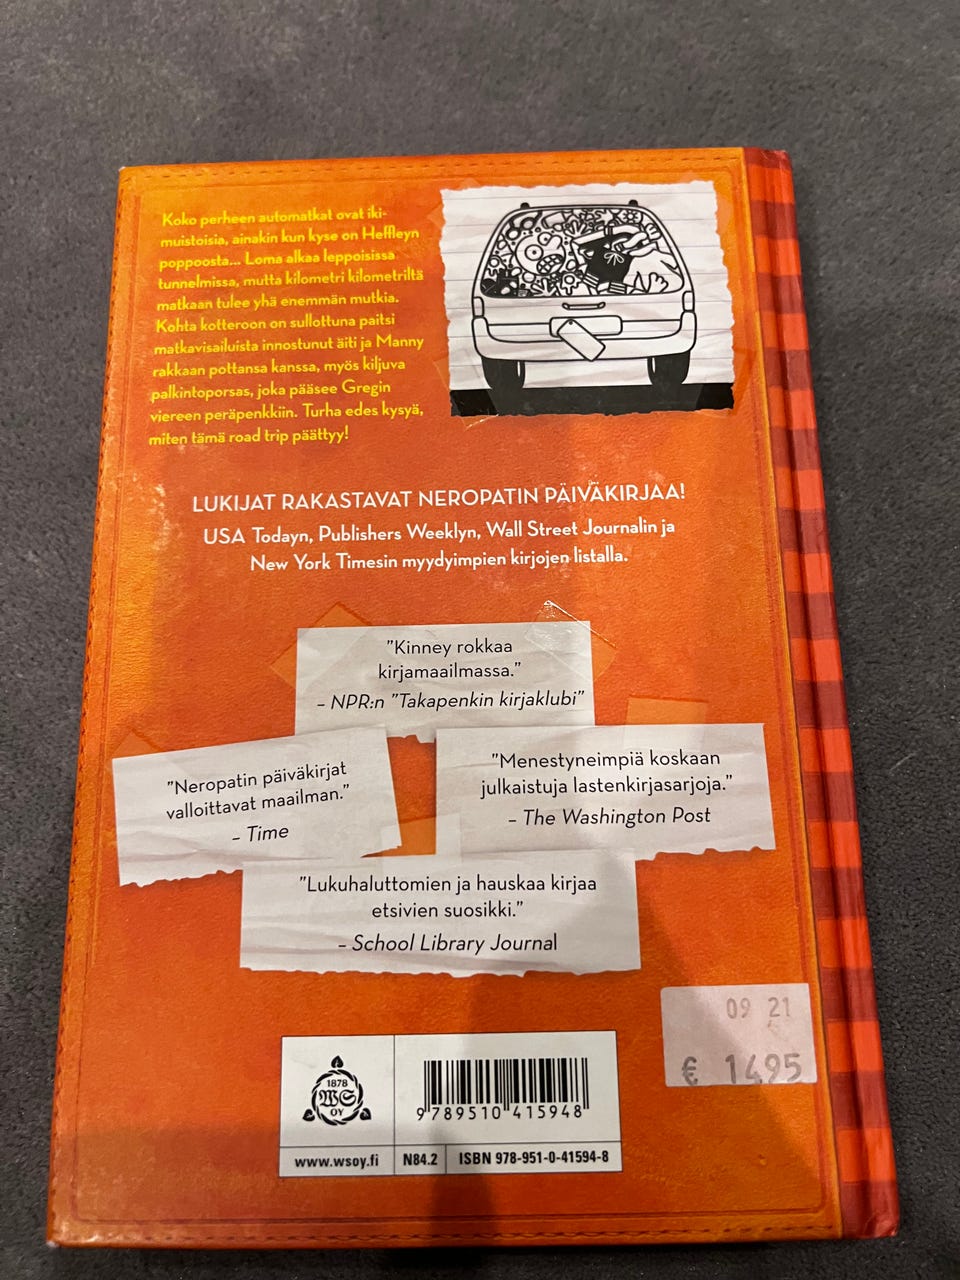 Koko perheen automatkat ovat iki-
muistoisia, ainakin kun kyse on Heffleyn
poppoosta... Loma alkaa leppoisissa
tunnelmissa, mutta kilometri kilometriltä
matkaan tulee yhä enemmän mutkia.
Kohta kotteroon on sullottuna paitsi
matkavisailuista innostunut äiti ja Manny
rakkaan pottansa kanssa, myös kiljuva
palkintoporsas, joka pääsee Gregin
viereen peräpenkkiin. Turha edes kysyä,
miten tämä road trip päättyy!
LUKIJAT RAKASTAVAT NEROPATIN PÄIVÄKIRJAA!
USA Todayn, Publishers Weeklyn, Wall Street Journalin ja
New York Timesin myydyimpien kirjojen listalla.
"Kinney rokkaa
kirjamaailmassa."
– NPR:n "Takapenkin kirjaklubi"
"Neropatin päiväkirjat
valloittavat maailman."
– Time
"Menestyneimpiä koskaan
julkaistuja lastenkirjasarjoja."
– The Washington Post
"Lukuhaluttomien ja hauskaa kirjaa
etsivien suosikki."
– School Library Journal
09 21
€ 1495
1878
WS
OY
9 789510 415948
www.wsoy.fi
N84.2
ISBN 978-951-0-41594-8